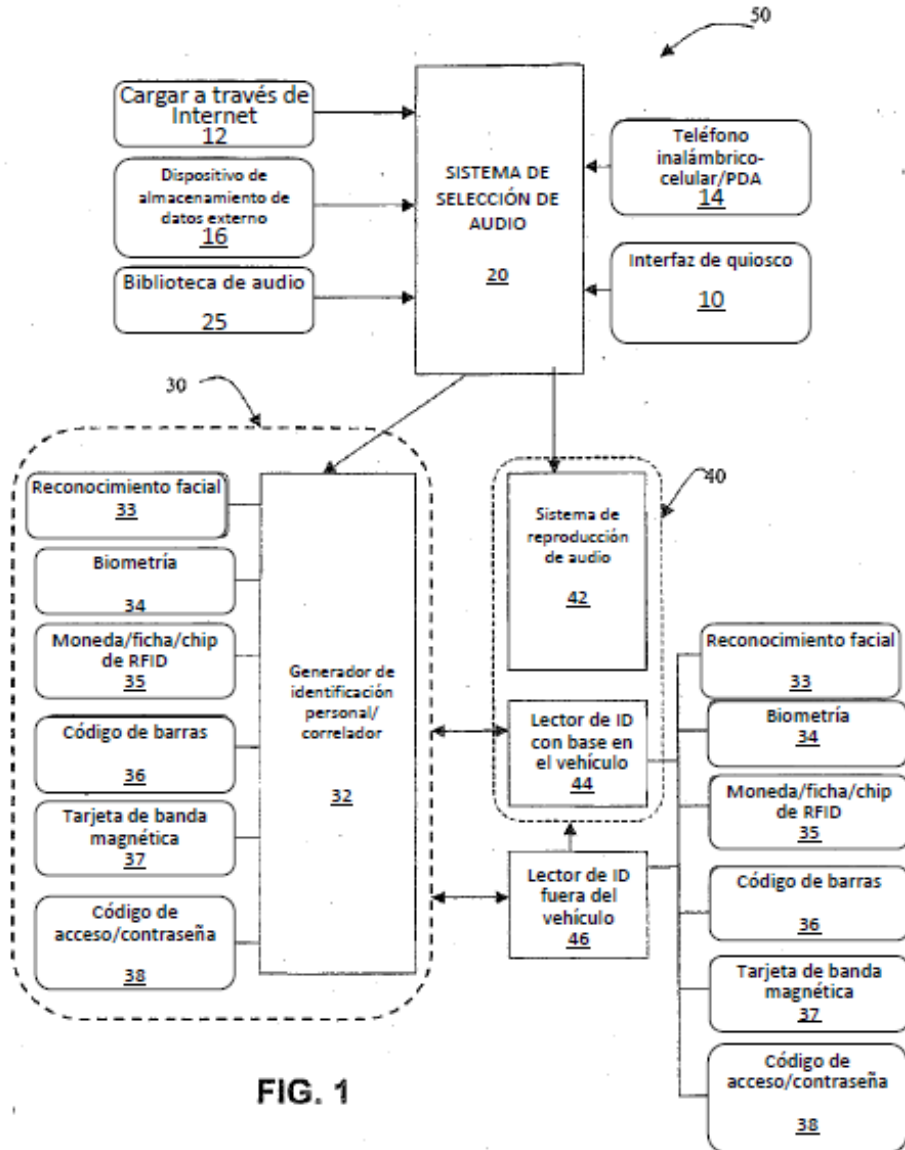 50
Cargar a través de
Internet
12
Dispositivo de
almacenamiento de
datos externo
16
Biblioteca de audio
25
SISTEMA DE
SELECCIÓN DE
AUDIO
20
Teléfono
inalámbrico-
celular/PDA
14
Interfaz de quiosco
10
30
Reconocimiento facial
33
Biometría
34
Moneda/ficha/chip
de RFID
35
Código de barras
36
Tarjeta de banda
magnética
37
Código de
acceso/contraseña
38
Generador de
identificación
personal/
correlador
32
40
Sistema de
reproducción
de audio
42
Lector de ID
con base en
el vehículo
44
Lector de ID
fuera del
vehículo
46
Reconocimiento facial
33
Biometría
34
Moneda/ficha/chip
de RFID
35
Código de barras
36
Tarjeta de banda
magnética
37
Código de
acceso/contraseña
38
FIG. 1